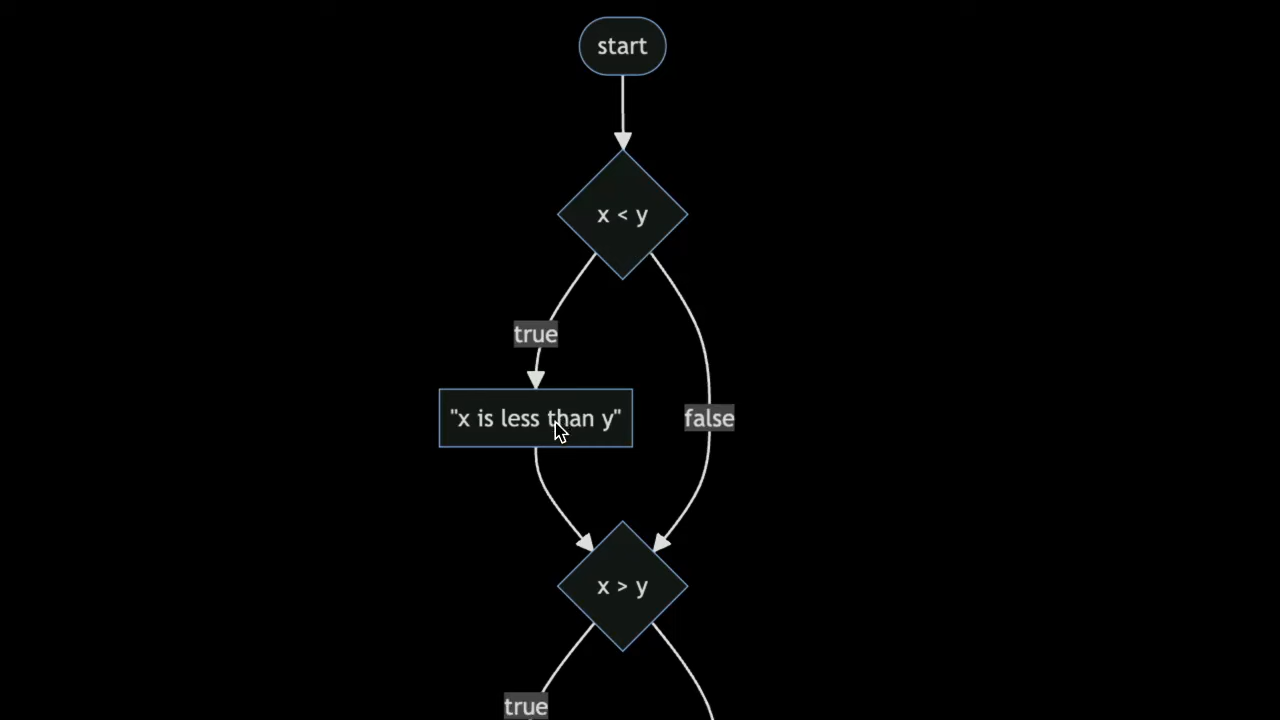 start
x < y
true
"x is less than y"
false
x > y
true